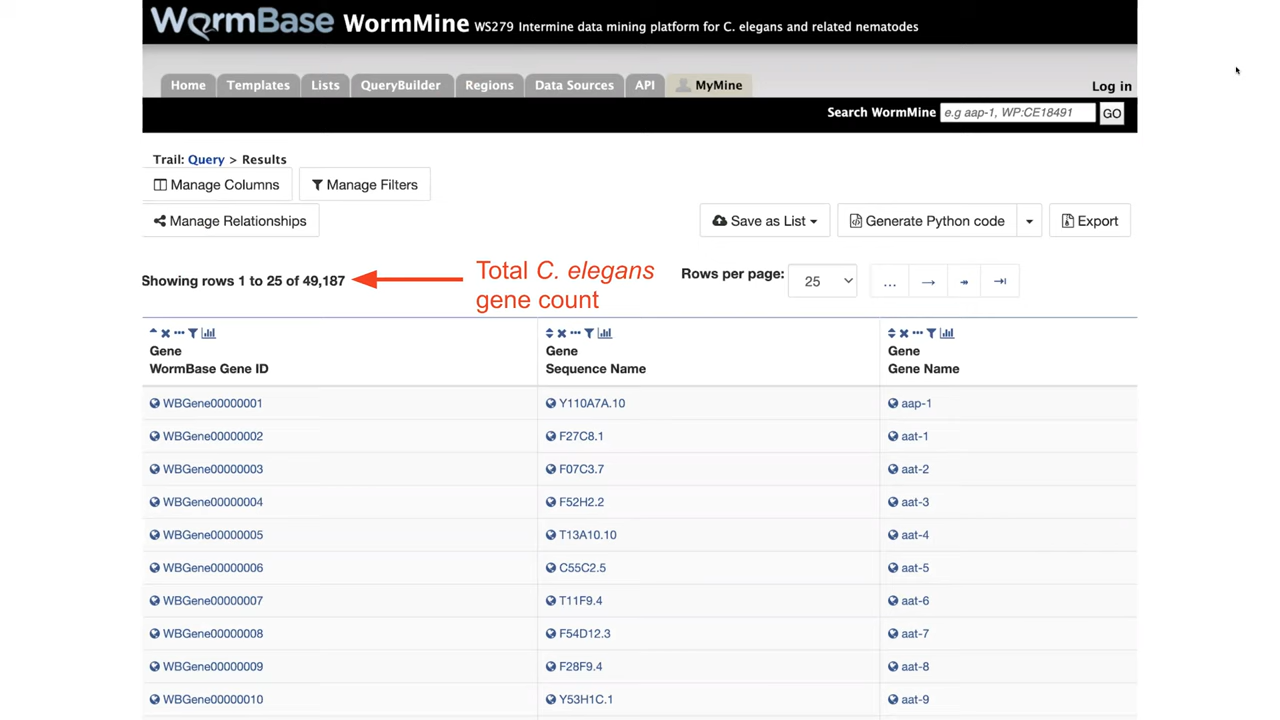 WormBase WormMine WS279 Intermine data mining platform for C. elegans and related nematodes
Home Templates Lists QueryBuilder Regions Data Sources API MyMine
Log in
Search WormMine e.g aap-1, WP:CE18491 GO
Trail: Query > Results
Manage Columns Manage Filters
Manage Relationships Save as List Generate Python code Export
Showing rows 1 to 25 of 49,187
Total C. elegans
gene count
Rows per page: 25 ...
Gene Gene Gene
WormBase Gene ID Sequence Name Gene Name
WBGene00000001 Y110A7A.10 aap-1
WBGene00000002 F27C8.1 aat-1
WBGene00000003 F07C3.7 aat-2
WBGene00000004 F52H2.2 aat-3
WBGene00000005 T13A10.10 aat-4
WBGene00000006 C55C2.5 aat-5
WBGene00000007 T11F9.4 aat-6
WBGene00000008 F54D12.3 aat-7
WBGene00000009 F28F9.4 aat-8
WBGene00000010 Y53H1C.1 aat-9